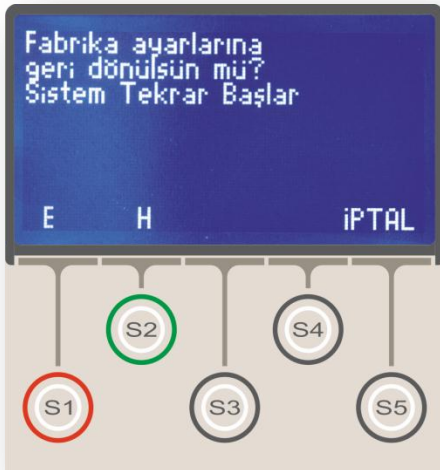 Fabrika ayarlarına
geri dönülsün mü?
Sistem Tekrar Başlar
E H iPTAL
S2 S4
S1 S3 S5